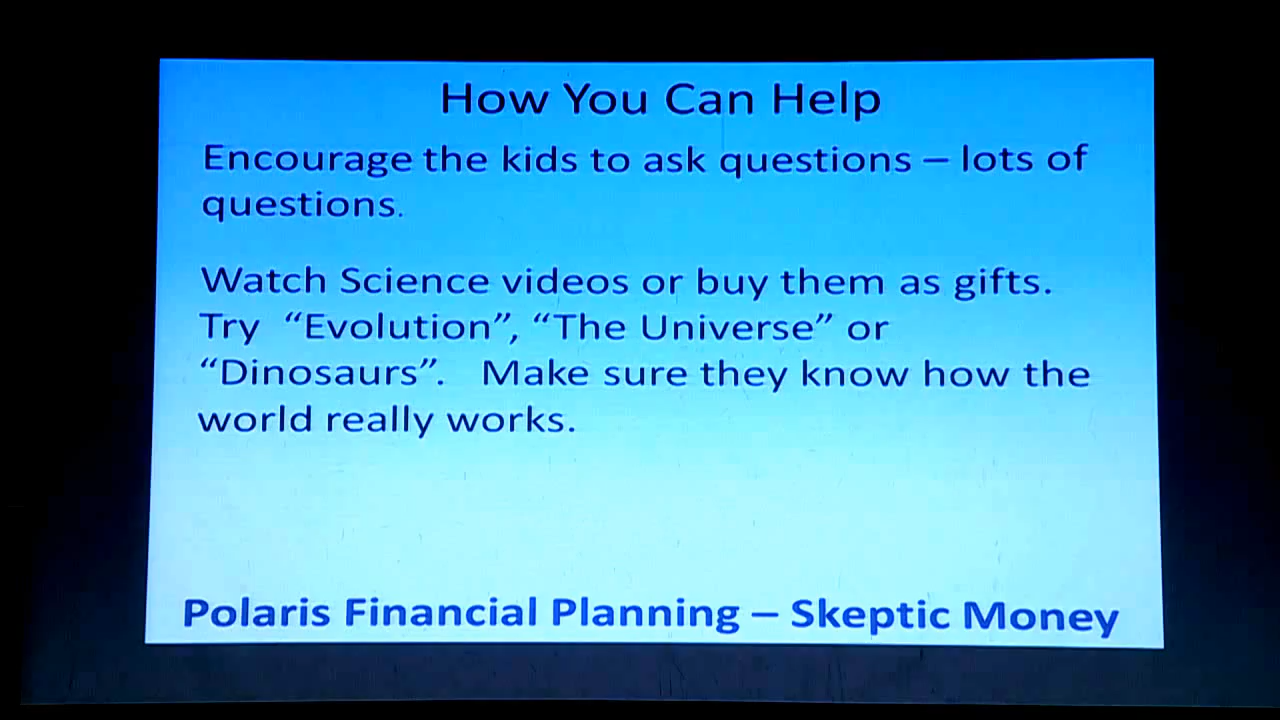 How You Can Help
Encourage the kids to ask questions – lots of
questions.
Watch Science videos or buy them as gifts.
Try  “Evolution”, “The Universe” or
“Dinosaurs”.   Make sure they know how the
world really works.
Polaris Financial Planning – Skeptic Money